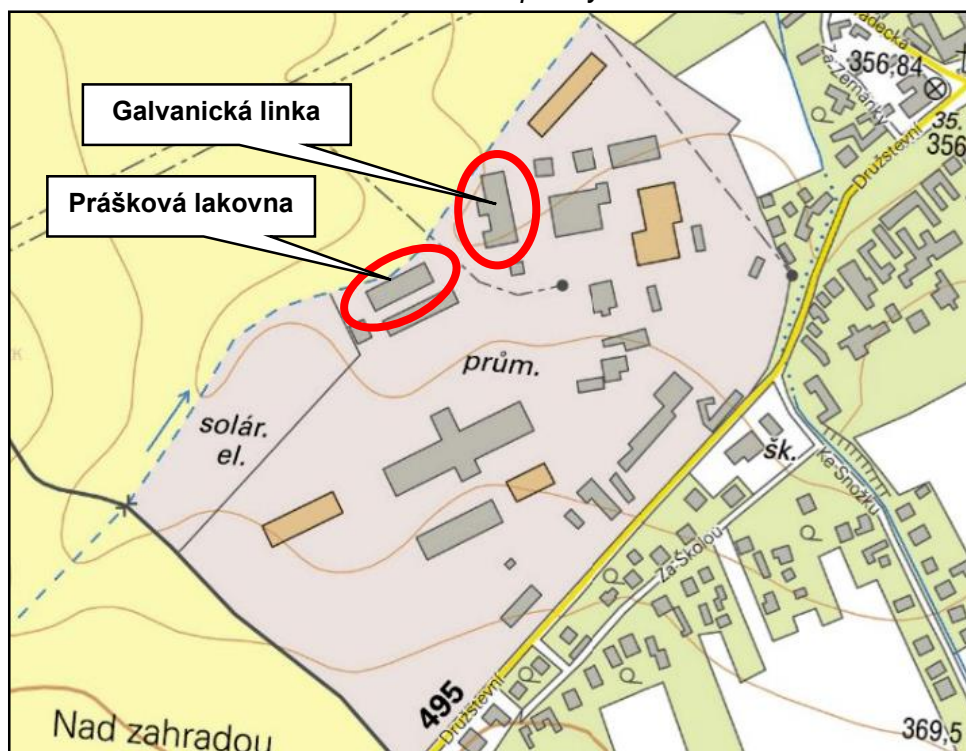 Galvanická linka
Prášková lakovna
356,84
Za Zemánky
35.
356
Družstevní
prům.
solár.
el.
šk.
Ke Snožku
Za Školou
495
Družstevní
Nad zahradou
369,5